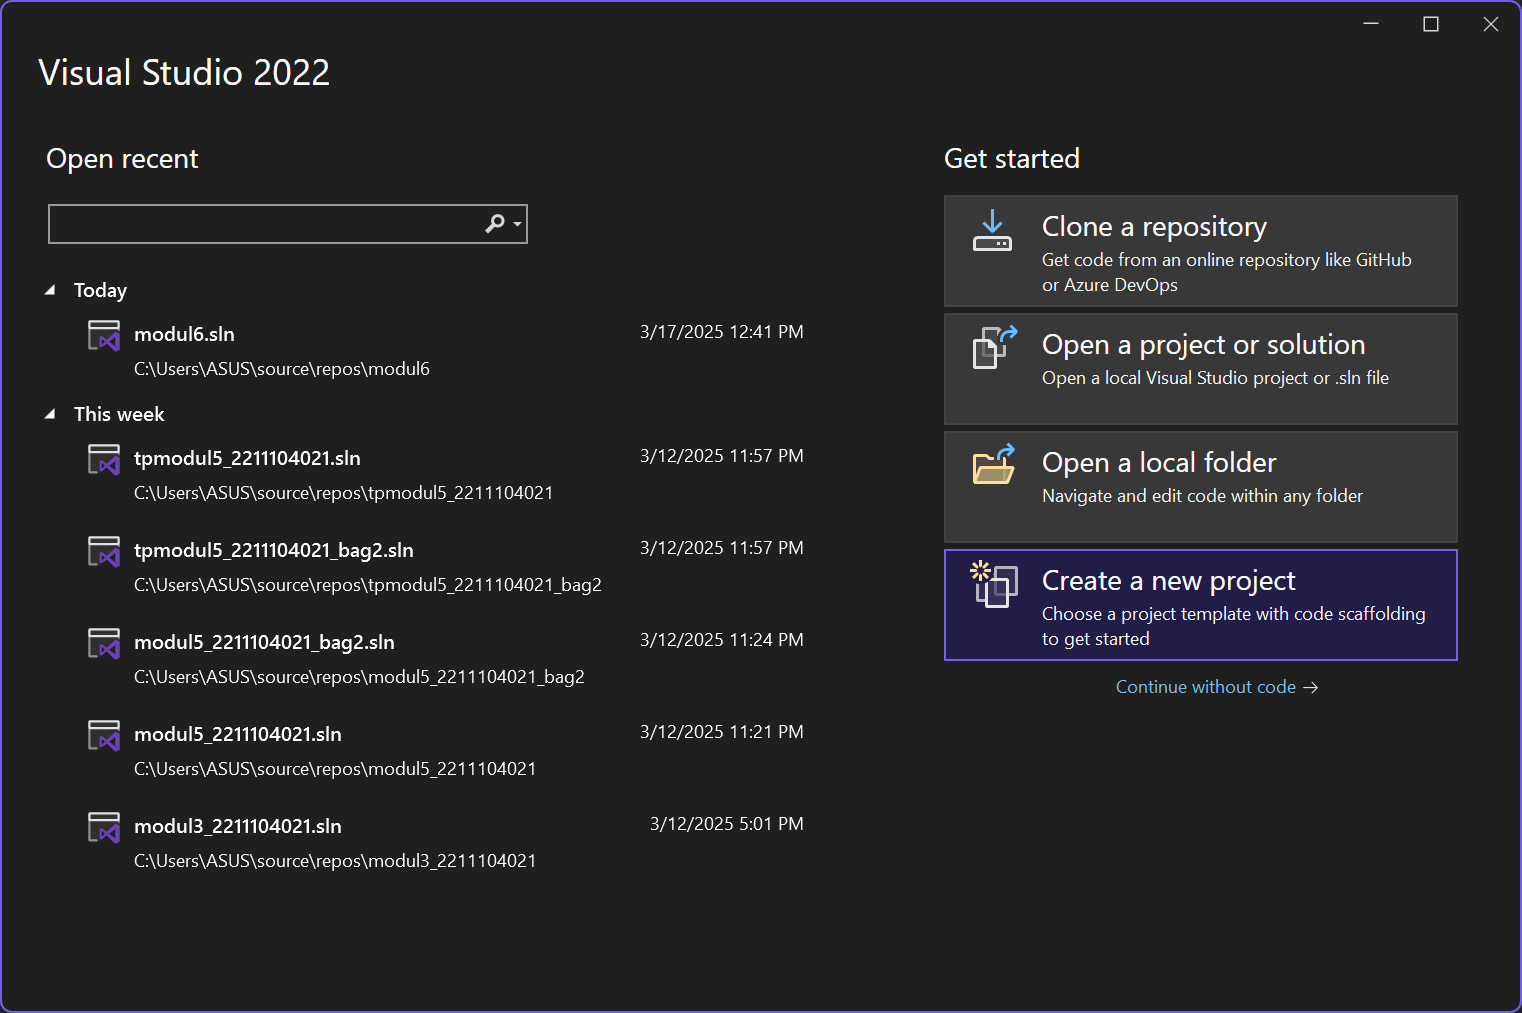 Visual Studio 2022
Open recent
Today
modul6.sln
3/17/2025 12:41 PM
C:\Users\ASUS\source\repos\modul6
This week
tpmodul5_2211104021.sln
3/12/2025 11:57 PM
C:\Users\ASUS\source\repos\tpmodul5_2211104021
tpmodul5_2211104021_bag2.sln
3/12/2025 11:57 PM
C:\Users\ASUS\source\repos\tpmodul5_2211104021_bag2
modul5_2211104021_bag2.sln
3/12/2025 11:24 PM
C:\Users\ASUS\source\repos\modul5_2211104021_bag2
modul5_2211104021.sln
3/12/2025 11:21 PM
C:\Users\ASUS\source\repos\modul5_2211104021
modul3_2211104021.sln
3/12/2025 5:01 PM
C:\Users\ASUS\source\repos\modul3_2211104021
Get started
Clone a repository
Get code from an online repository like GitHub
or Azure DevOps
Open a project or solution
Open a local Visual Studio project or .sln file
Open a local folder
Navigate and edit code within any folder
Create a new project
Choose a project template with code scaffolding
to get started
Continue without code →